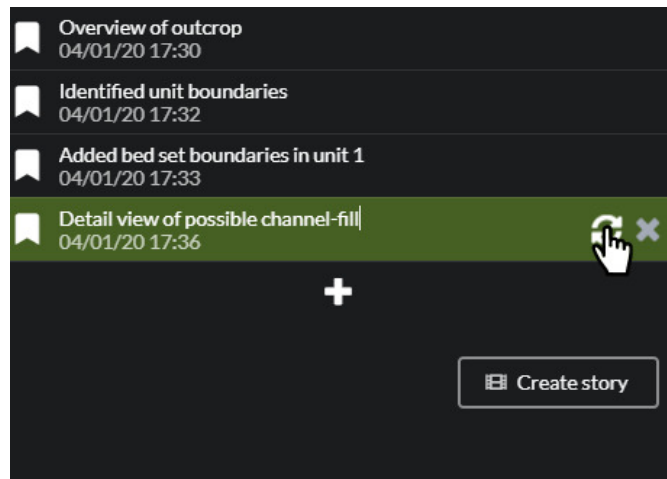 Overview of outcrop
04/01/20 17:30
Identified unit boundaries
04/01/20 17:32
Added bed set boundaries in unit 1
04/01/20 17:33
Detail view of possible channel-fill
04/01/20 17:36
Create story